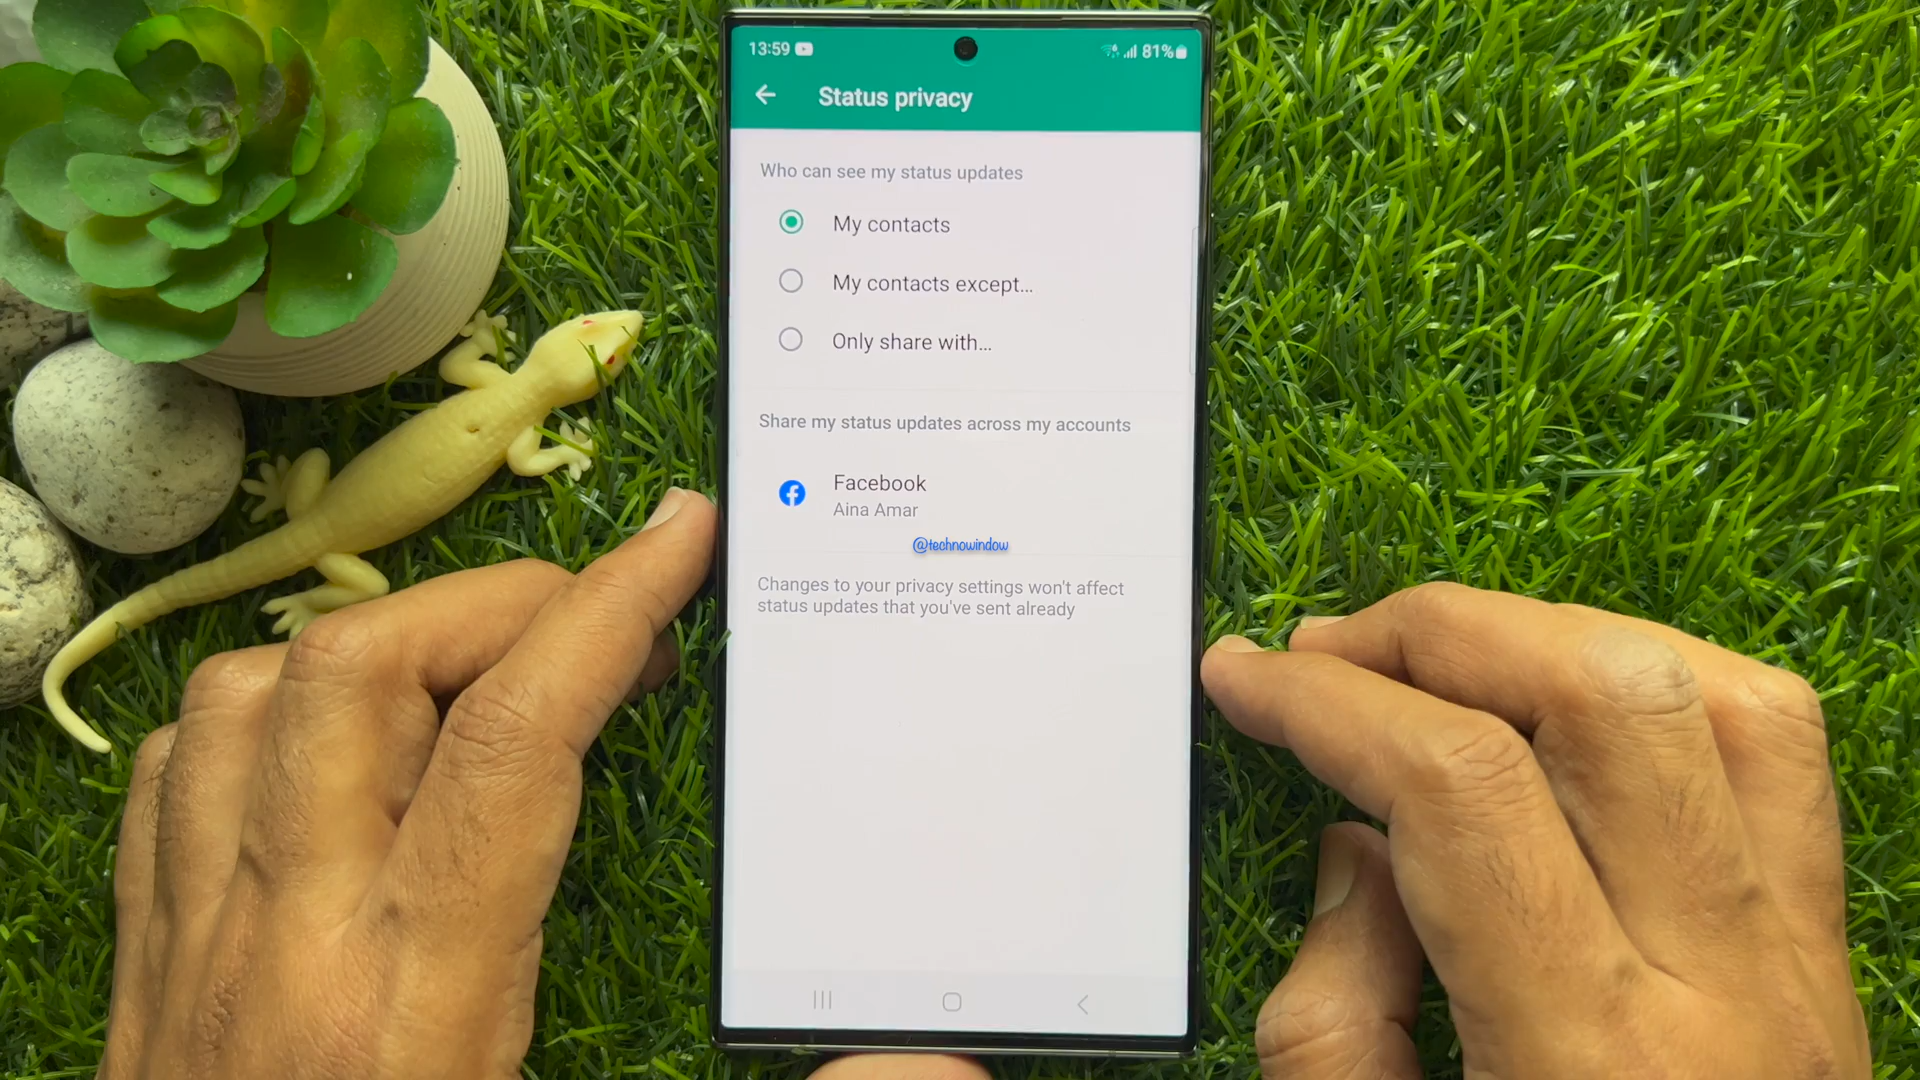 13:59
81%
Status privacy
Who can see my status updates
My contacts
My contacts except...
Only share with...
Share my status updates across my accounts
Facebook
Aina Amar
@technowindow
Changes to your privacy settings won't affect
status updates that you've sent already